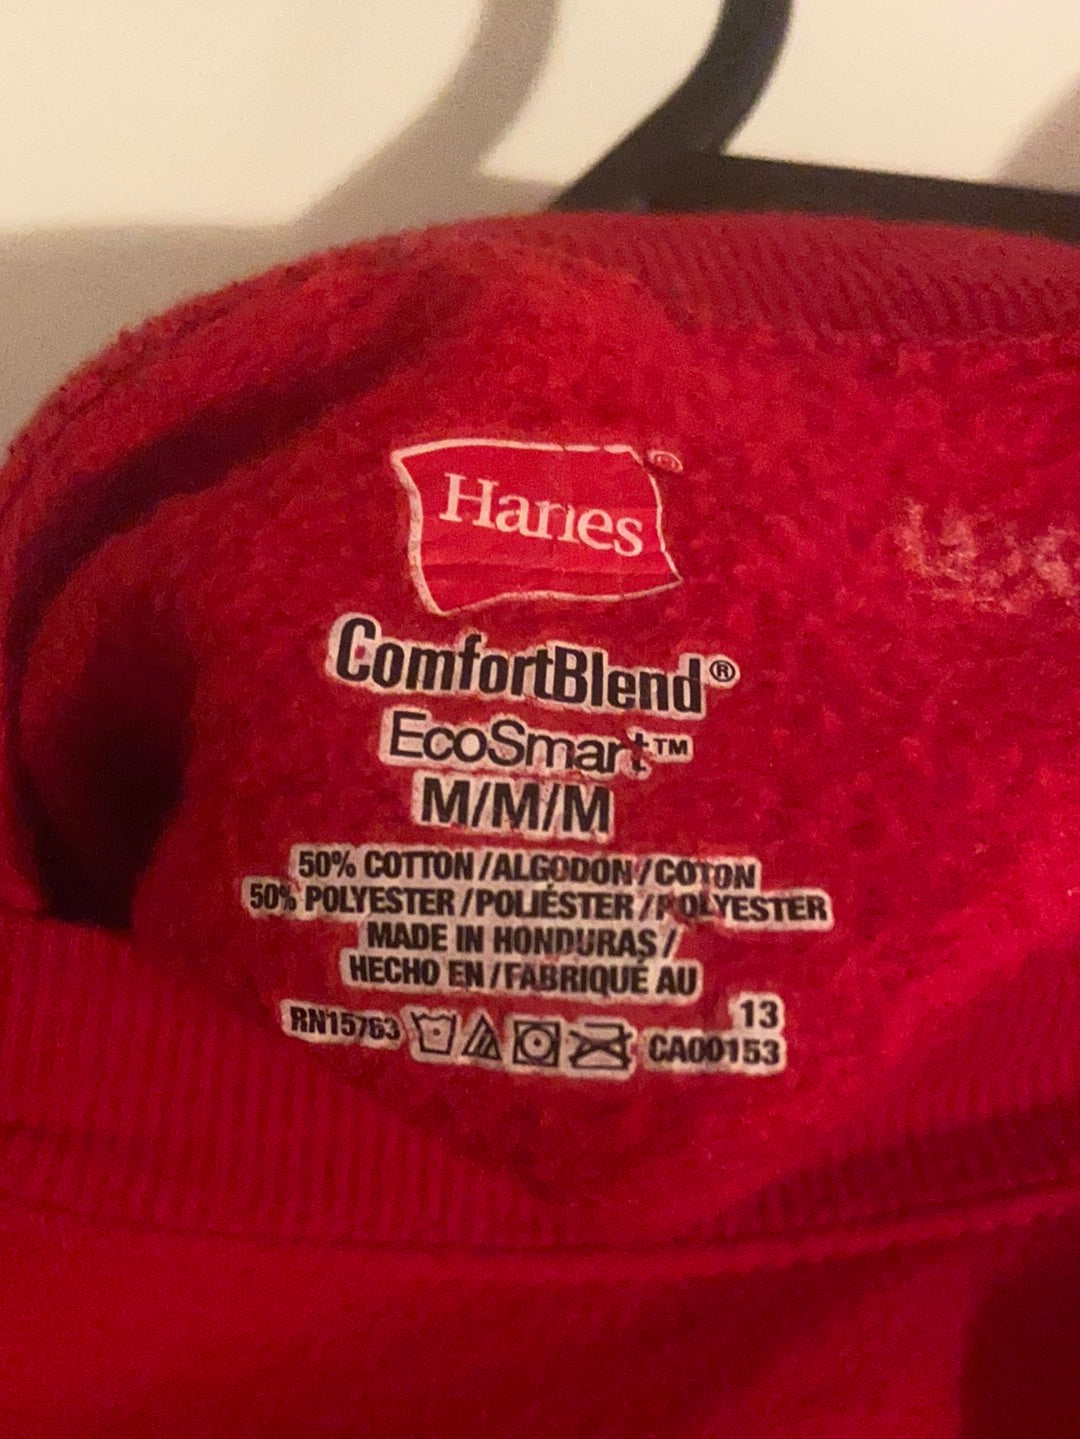 Hanes®
ComfortBlend®
EcoSmart™
M/M/M
50% COTTON/ALGODON/COTON
50% POLYESTER/POLIÉSTER/POLYESTER
MADE IN HONDURAS/
HECHO EN/FABRIQUÉ AU
13
RN15763 CA00153